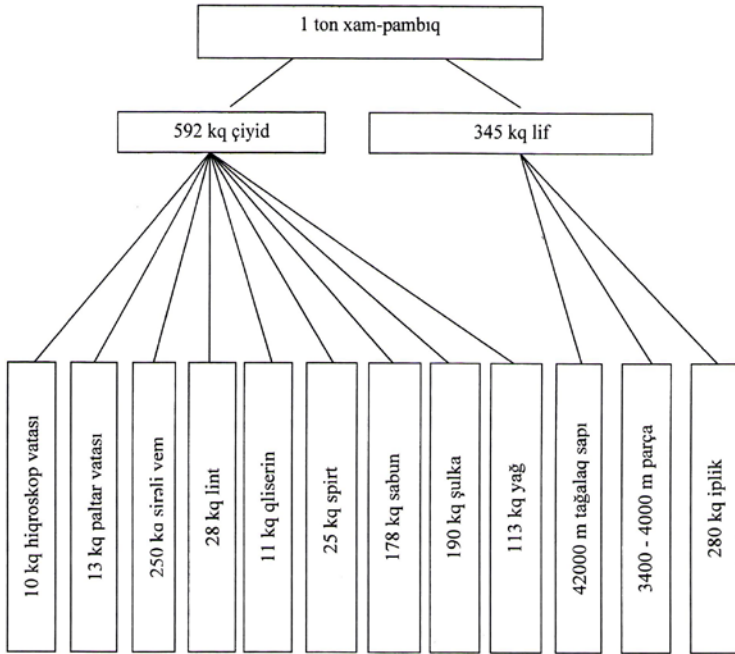 1 ton xam-pambıq
592 kq çiyid
345 kq lif
10 kq hiqroskop vatası
13 kq paltar vatası
250 kq sirəli yem
28 kq lint
11 kq qliserin
25 kq spirt
178 kq sabun
190 kq şulka
113 kq yağ
42000 m tağalaq sapı
3400 - 4000 m parça
280 kq iplik